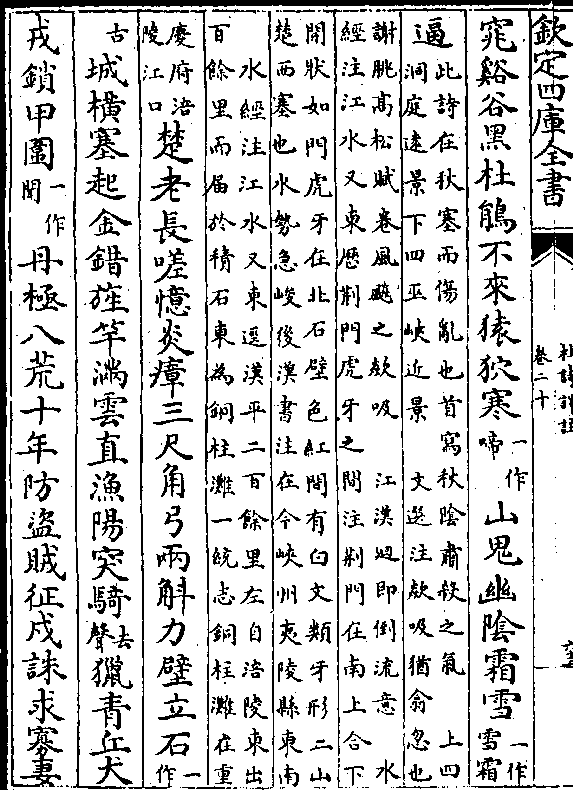 欽定四庫全書
杜詩詳註
卷二十
窕谿谷黑杜鵑不來猿狖寒一作啼山鬼幽陰霜雪一作雪霜
逼
此詩在秋塞而傷亂也首寫秋陰肅殺之氣 上四
洞庭遠景下四巫峽近景 文選注欻吸猶翕忽也
謝朓高松賦卷風飈之欻吸 江漢迴即倒流意 水
經注江水又東歷荆門虎牙之間注荆門在南上合下
開狀如門虎牙在北石壁色紅間有白文類牙形二山
楚西塞也水勢急峻後漢書注在今峽州夷陵縣東南
水經注江水又東逕漢平二百餘里左自涪陵東出
百餘里而届於積石東為銅柱灘一統志銅柱灘在重
慶府涪
陵江口
楚老長嗟憶炎瘴三尺角弓兩斛力壁立石一作
古城橫塞起金錯旌竿滿雲直漁陽突騎去聲獵青丘犬
戎鎖甲圍一作聞丹極八荒十年防盜賊征戍誅求寡妻